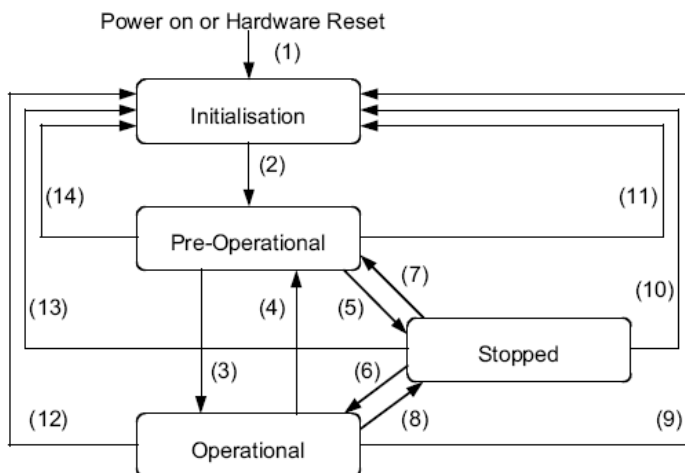 Power on or Hardware Reset
(1)
Initialisation
(2)
(14)
(11)
Pre-Operational
(7)
(13)
(4)
(5)
(10)
Stopped
(3)
(6)
(12)
(8)
(9)
Operational